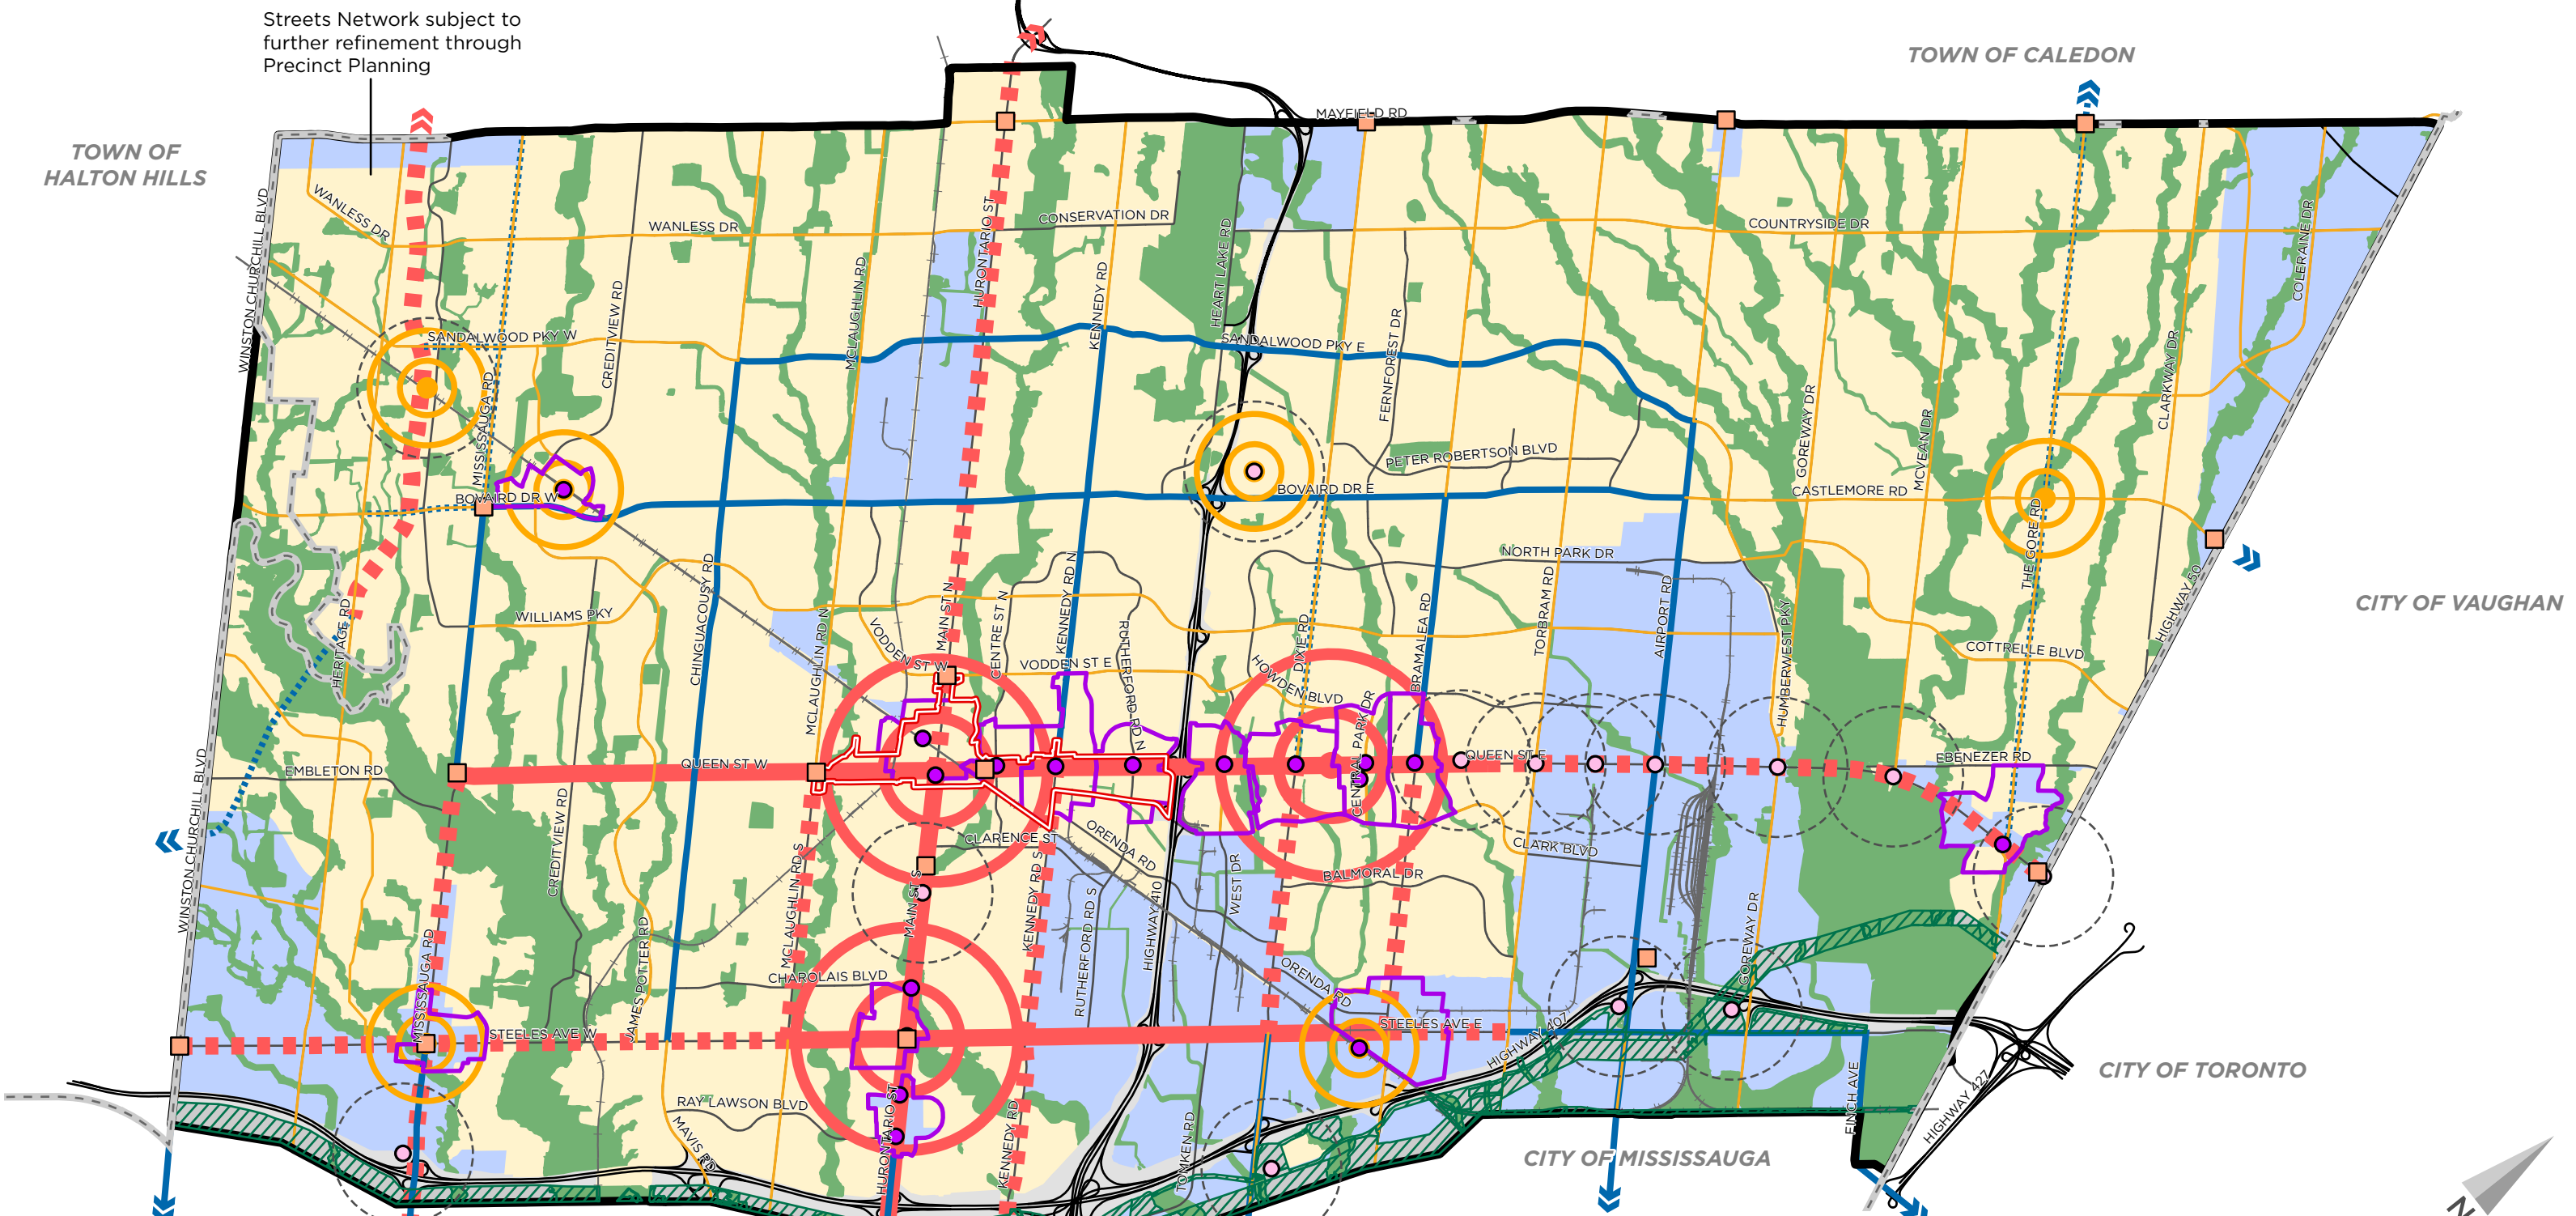 Streets Network subject to
further refinement through
Precinct Planning
TOWN OF CALEDON
TOWN OF
HALTON HILLS
MAYFIELD RD
WINSTON CHURCHILL BLVD
WANLESS DR
WANLESS DR
CONSERVATION DR
COUNTRYSIDE DR
HURONTARIO ST
HEART LAKE RD
COLERAINE DR
MCLAUGHLIN RD
KENNEDY RD
CREDITVIEW RD
SANDALWOOD PKY W
SANDALWOOD PKY E
FERNFOREST DR
CLARKWAY DR
GOREWAY DR
MCVEAN DR
MISSISSAUGA RD
PETER ROBERTSON BLVD
BOVAIRD DR W
BOVAIRD DR E
CASTLEMORE RD
THE GORE RD
NORTH PARK DR
CHINGUACOUSY RD
HIGHWAY 50
CITY OF VAUGHAN
HERITAGE RD
WILLIAMS PKY
MCLAUGHLIN RD N
VODDEN ST W
MAIN ST N
CENTRE ST N
KENNEDY RD N
RUTHERFORD RD N
VODDEN ST E
HOWDEN BLVD
DIXIE RD
CENTRAL PARK DR
BRAMALEA RD
TORBRAM RD
AIRPORT RD
HUMBERWEST PKY
COTTRELLE BLVD
WINSTON CHURCHILL BLVD
EMBLETON RD
QUEEN ST W
QUEEN ST E
EBENEZER RD
CREDITVIEW RD
CLARENCE ST
ORENDA RD
CLARK BLVD
BALMORAL DR
WEST DR
MCLAUGHLIN RD S
MAIN ST S
KENNEDY RD S
RUTHERFORD RD S
HIGHWAY 410
GOREWAY DR
MISSISSAUGA RD
JAMES POTTER RD
CHAROLAIS BLVD
ORENDA RD
STEELES AVE W
STEELES AVE E
HIGHWAY 407
CITY OF TORONTO
RAY LAWSON BLVD
MAVIS RD
HURONTARIO ST
KENNEDY RD
TOMKEN RD
FINCH AVE
HIGHWAY 427
CITY OF MISSISSAUGA
N